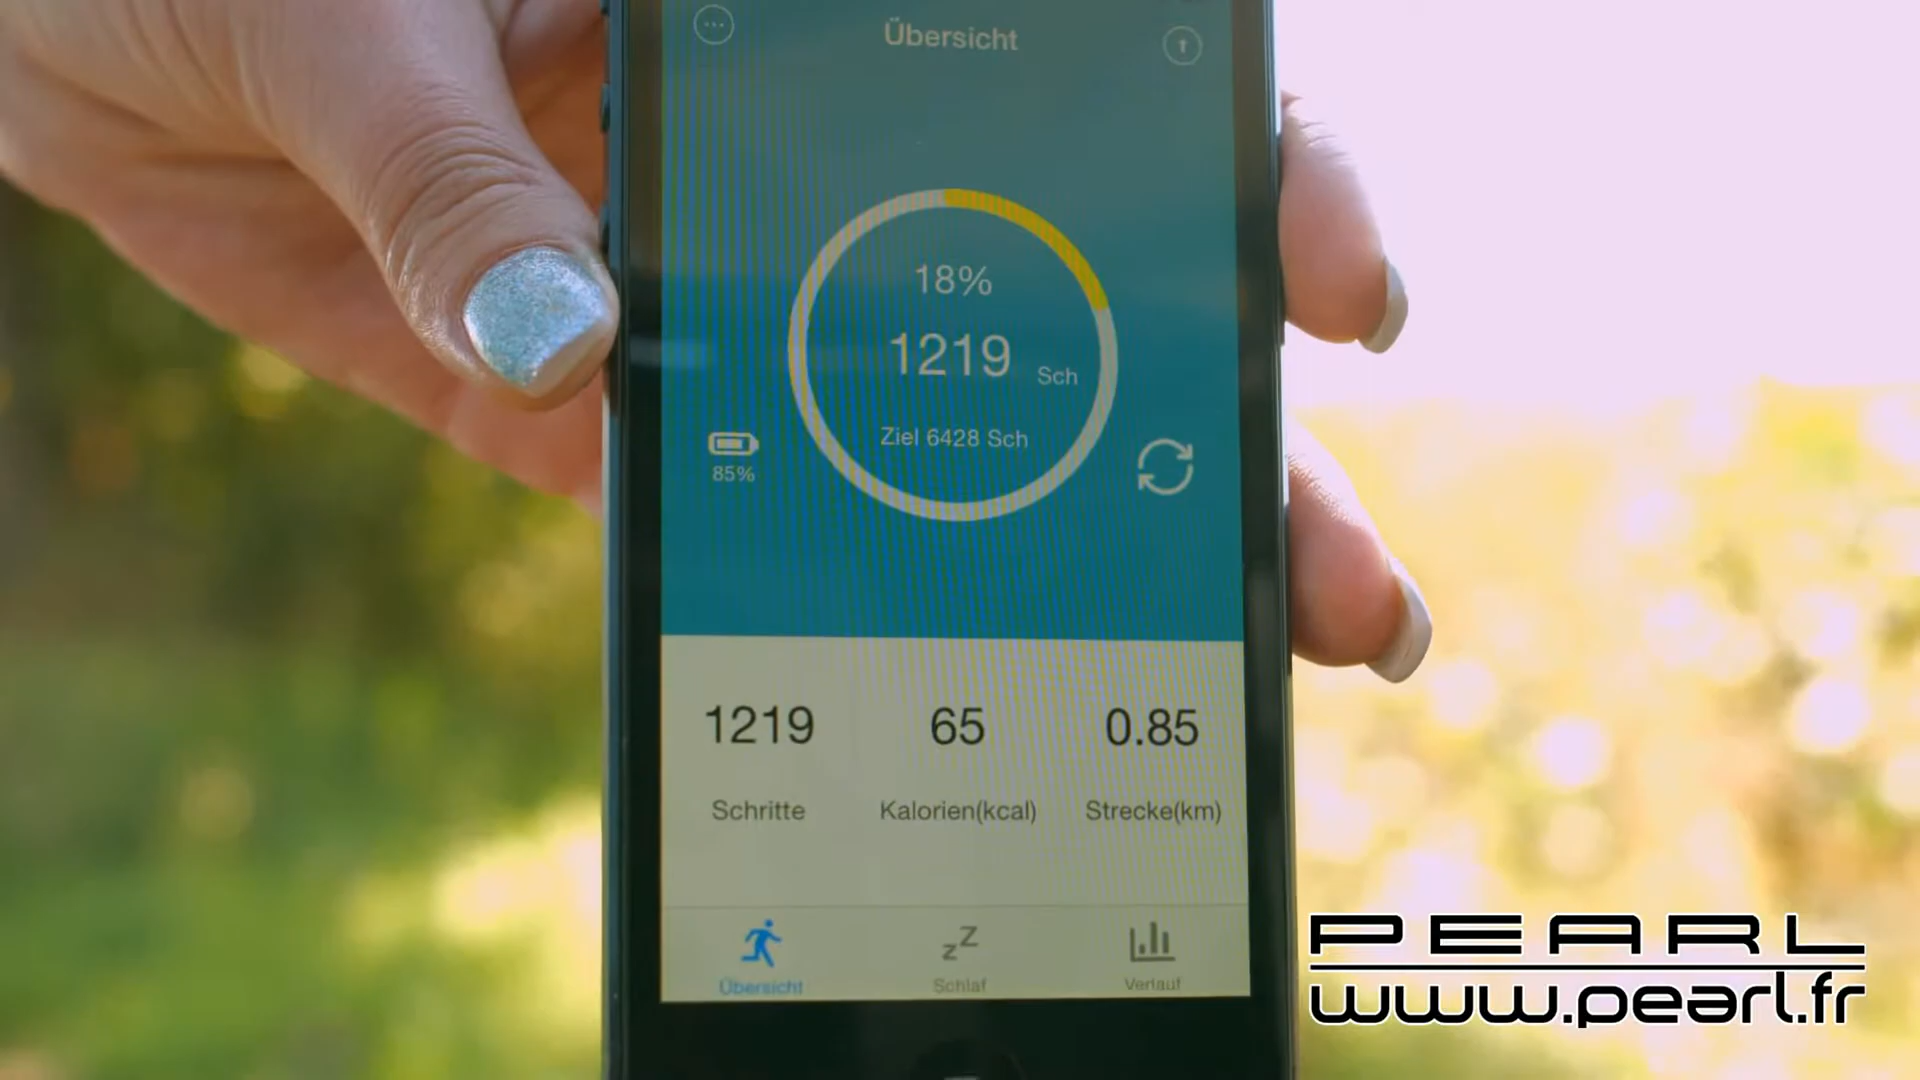 Übersicht
18%
1219 Sch
Ziel 6428 Sch
85%
1219 65 0.85
Schritte Kalorien(kcal) Strecke(km)
zZ
Übersicht Schlaf Verlauf
PEARL
www.pearl.fr